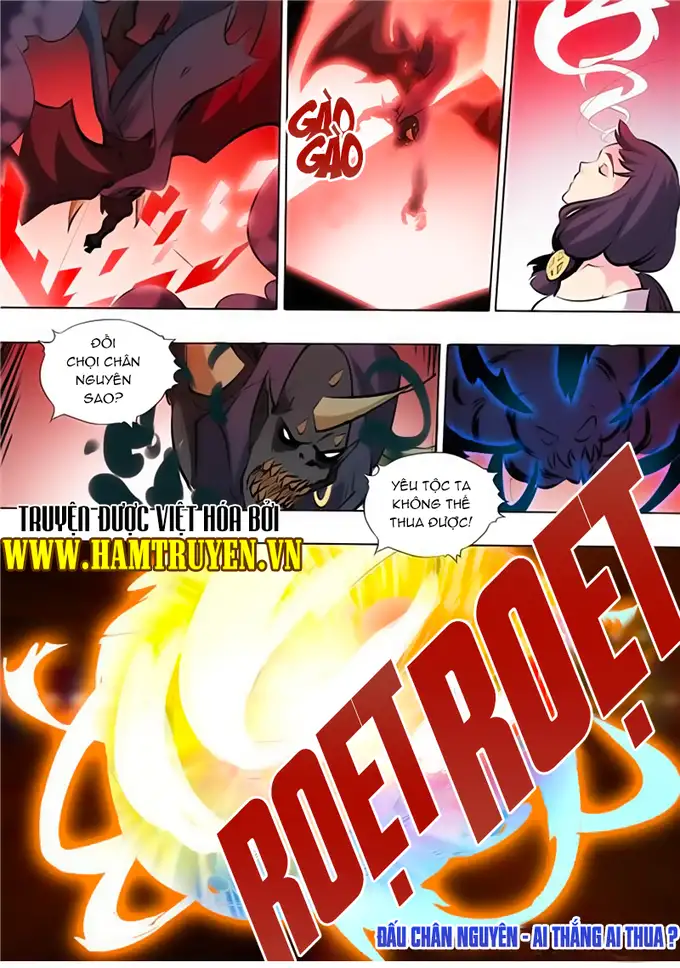 GÀO
GÀO
ĐỒI
CHỌI CHÂN
NGUYÊN
SAO?
YÊU TỘC TA
KHÔNG THỂ
THUA ĐƯỢC!
TRUYỆN ĐƯỢC VIỆT HÓA BỞI
WWW.HAMTRUYEN.VN
ROẸT
ROẸT
ĐẤU CHÂN NGUYÊN - AI THẮNG AI THUA ?